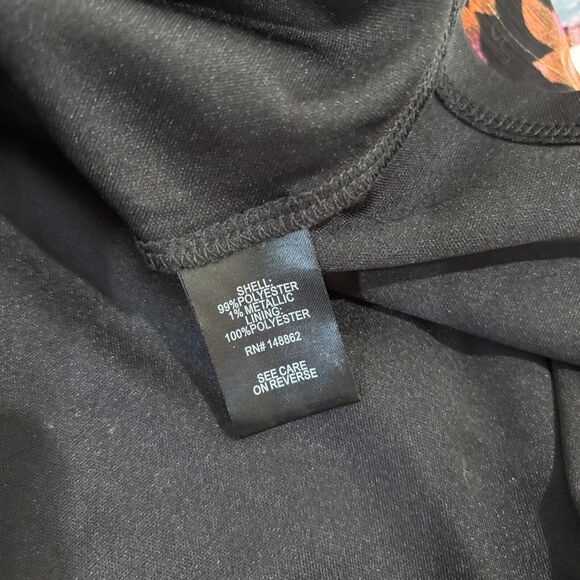 SHELL:
99%POLYESTER
1% METALLIC
LINING:
100%POLYESTER
RN# 148862
SEE CARE
ON REVERSE